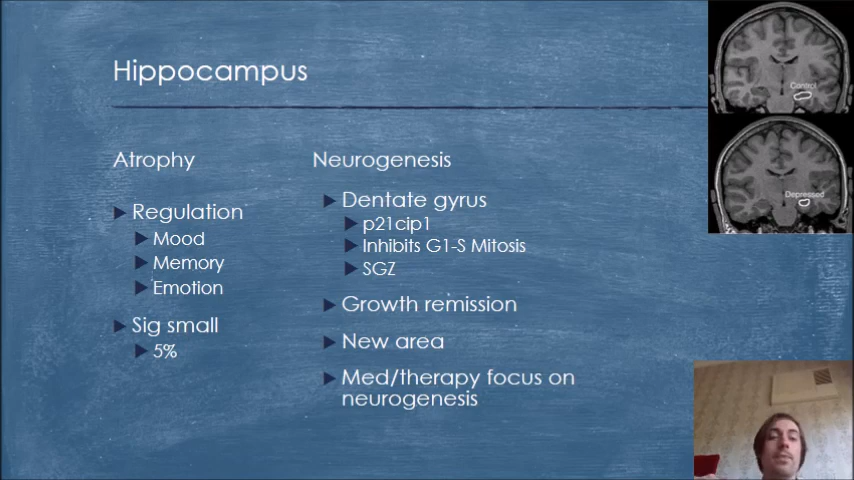 Hippocampus
Atrophy
Regulation
Mood
Memory
Emotion
Sig small
5%
Neurogenesis
Dentate gyrus
p21cip1
Inhibits G1-S Mitosis
SGZ
Growth remission
New area
Med/therapy focus on
neurogenesis
Control
Depressed